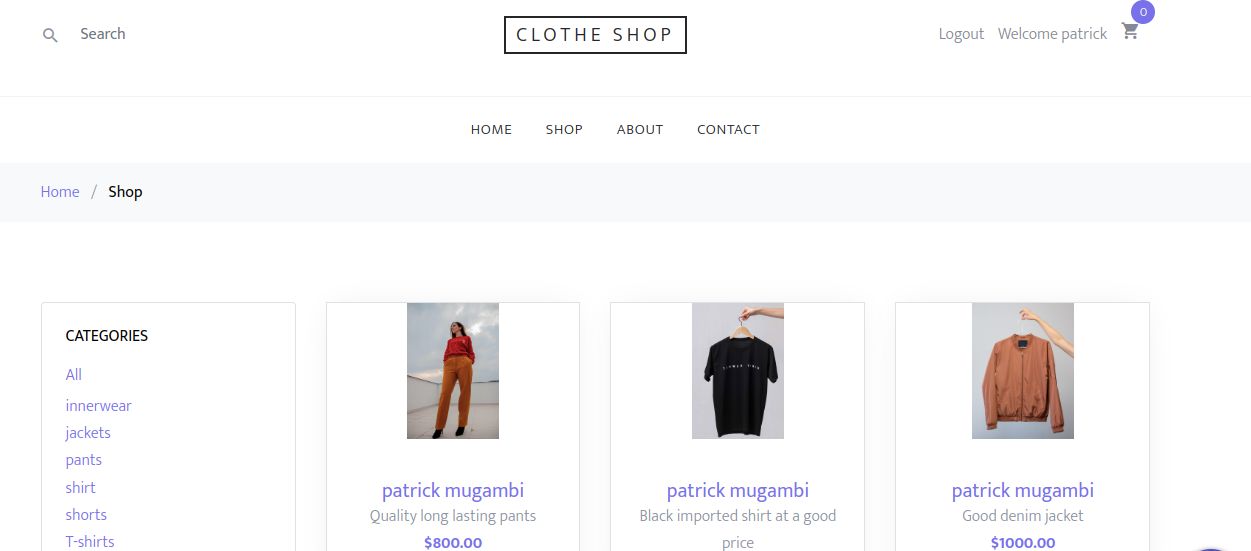 Search
CLOTHE SHOP
Logout Welcome patrick
0
HOME SHOP ABOUT CONTACT
Home / Shop
CATEGORIES
All
innerwear
jackets
pants
shirt
shorts
T-shirts
patrick mugambi
Quality long lasting pants
$800.00
patrick mugambi
Black imported shirt at a good
price
patrick mugambi
Good denim jacket
$1000.00